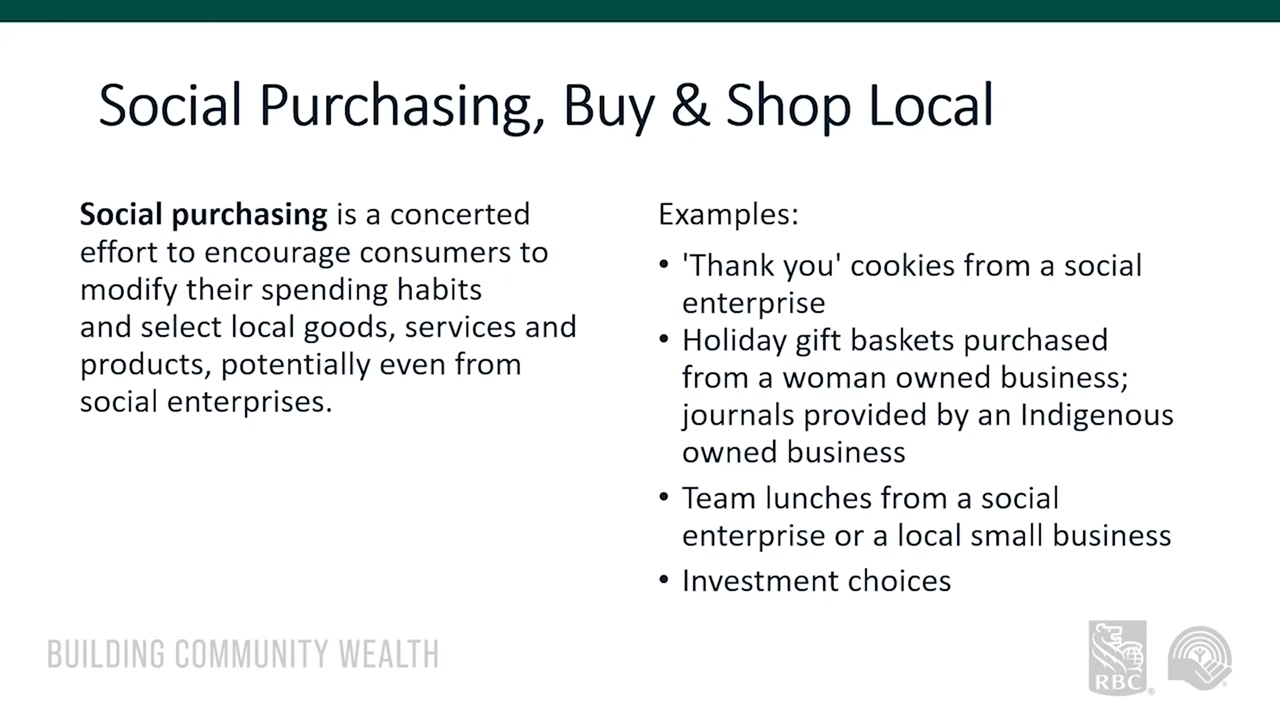 Social Purchasing, Buy & Shop Local
Social purchasing is a concerted
effort to encourage consumers to
modify their spending habits
and select local goods, services and
products, potentially even from
social enterprises.
Examples:
• 'Thank you' cookies from a social
enterprise
• Holiday gift baskets purchased
from a woman owned business;
journals provided by an Indigenous
owned business
• Team lunches from a social
enterprise or a local small business
• Investment choices
BUILDING COMMUNITY WEALTH
RBC®